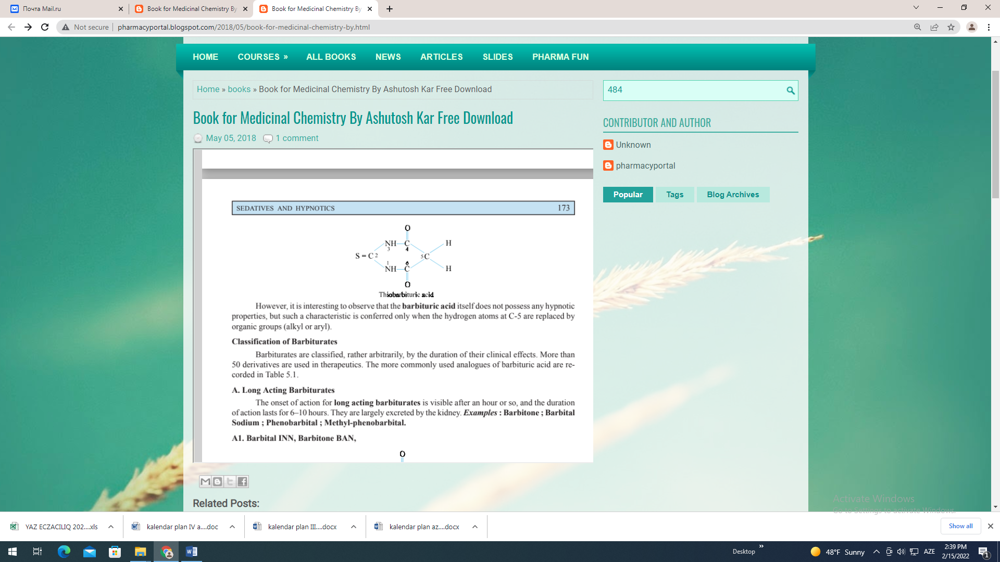 Почта Mail.ru
Book for Medicinal Chemistry By
Book for Medicinal Chemistry By
Not secure
pharmacyportal.blogspot.com/2018/05/book-for-medicinal-chemistry-by.html
HOME COURSES » ALL BOOKS NEWS ARTICLES SLIDES PHARMA FUN
Home » books » Book for Medicinal Chemistry By Ashutosh Kar Free Download
484
Book for Medicinal Chemistry By Ashutosh Kar Free Download
May 05, 2018 1 comment
CONTRIBUTOR AND AUTHOR
Unknown
pharmacyportal
Popular Tags Blog Archives
SEDATIVES AND HYPNOTICS 173
O
NH C H
3 4
S = C 2 5 C
1 6
NH C H
O
Thiobarbituric acid
However, it is interesting to observe that the barbituric acid itself does not possess any hypnotic
properties, but such a characteristic is conferred only when the hydrogen atoms at C-5 are replaced by
organic groups (alkyl or aryl).
Classification of Barbiturates
Barbiturates are classified, rather arbitrarily, by the duration of their clinical effects. More than
50 derivatives are used in therapeutics. The more commonly used analogues of barbituric acid are re-
corded in Table 5.1.
A. Long Acting Barbiturates
The onset of action for long acting barbiturates is visible after an hour or so, and the duration
of action lasts for 6–10 hours. They are largely excreted by the kidney. Examples : Barbitone ; Barbital
Sodium ; Phenobarbital ; Methyl-phenobarbital.
A1. Barbital INN, Barbitone BAN,
O
Related Posts:
Activate Windows
Go to Settings to activate Windows.
YAZ ECZACILIQ 202....xls
kalendar plan IV a....doc
kalendar plan III....docx
kalendar plan az....docx
Show all
Desktop
48°F Sunny
AZE
2:39 PM
2/15/2022
1